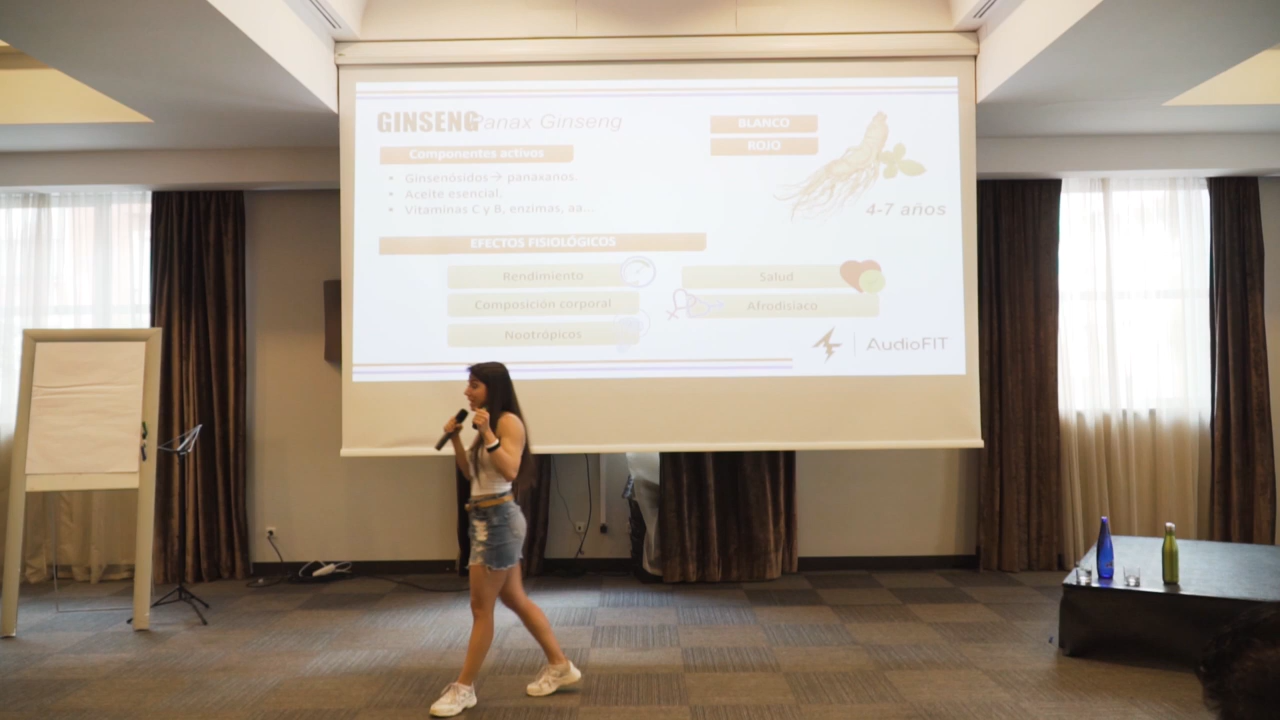 GINSENG Panax Ginseng
Componentes activos
• Ginsenósidos→ panaxanos.
• Aceite esencial.
• Vitaminas C y B, enzimas, aa...
BLANCO
ROJO
4-7 años
EFECTOS FISIOLÓGICOS
Rendimiento
Composición corporal
Nootrópicos
Salud
Afrodisíaco
AudioFIT